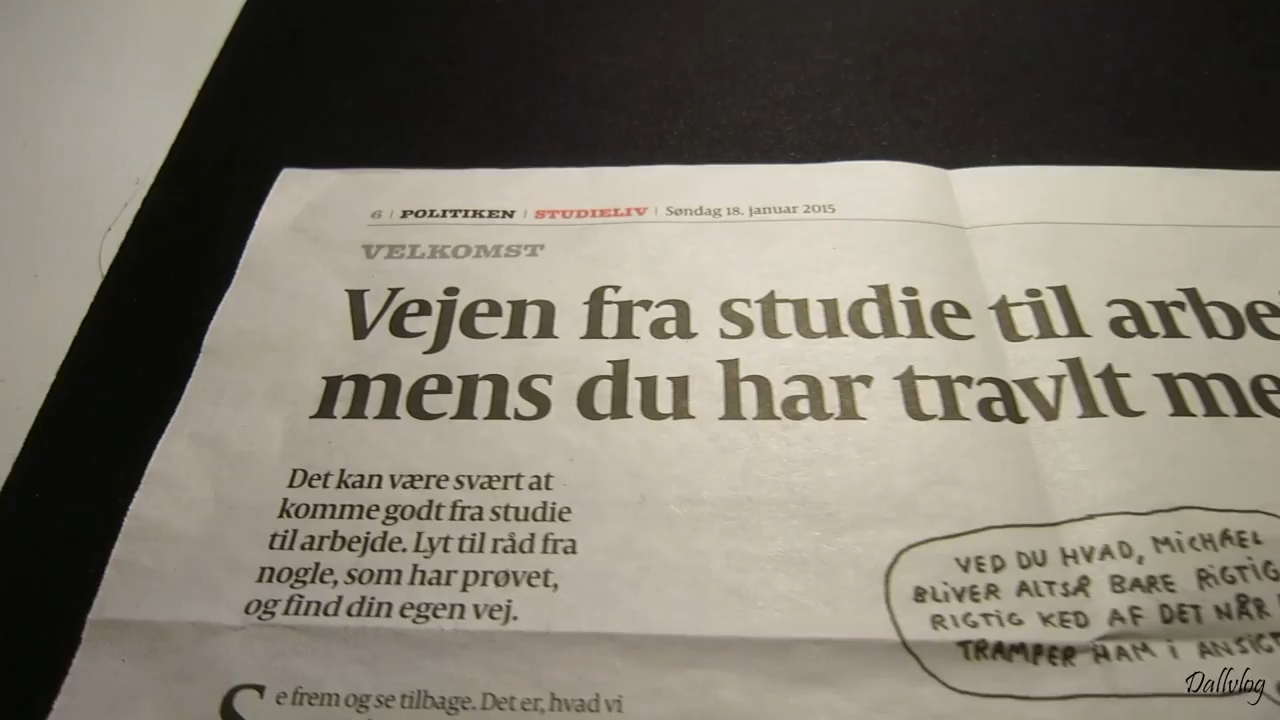 6 | POLITIKEN | STUDIELIV | Søndag 18. januar 2015
VELKOMST
Vejen fra studie til arbe
mens du har travlt me
Det kan være svært at
komme godt fra studie
til arbejde. Lyt til råd fra
nogle, som har prøvet,
og find din egen vej.
VED DU HVAD, MiCHAEL
BLiVER ALTSÅ BARE RiGTiG
RIGTiG KED AF DET NÅR
TRAMPER HAM i ANSiGT
Se frem og se tilbage. Det er, hvad vi
Dallvlog